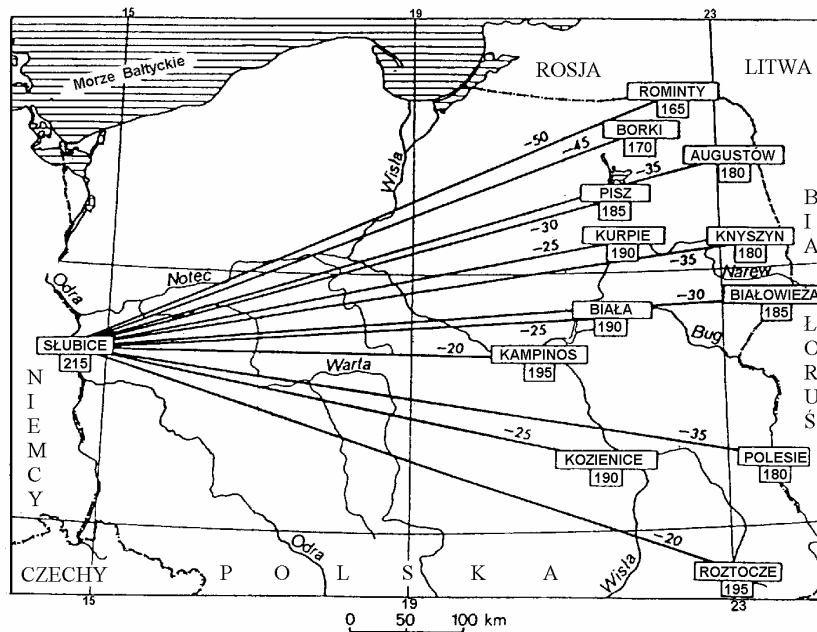 15 19 23
Morze Bałtyckie
ROSJA
LITWA
ROMINTY
165
-50
BORKI
170
-45
AUGUSTÓW
180
-35
Wisła
PISZ
185
-30
KURPIE
190
-25
KNYSZYN
180
-35
Narew
Noteć
Odra
BIAŁA
190
-25
BIAŁOWIEŻA
185
-30
Bug
SŁUBICE
215
-20
KAMPINOS
195
Warta
BIAŁORUŚ
NIEMCY
-25
KOZIENICE
190
-35
POLESIE
180
-20
Odra
Wisła
ROZTOCZE
195
CZECHY
P O L S K A
15 19 23
0 50 100 km